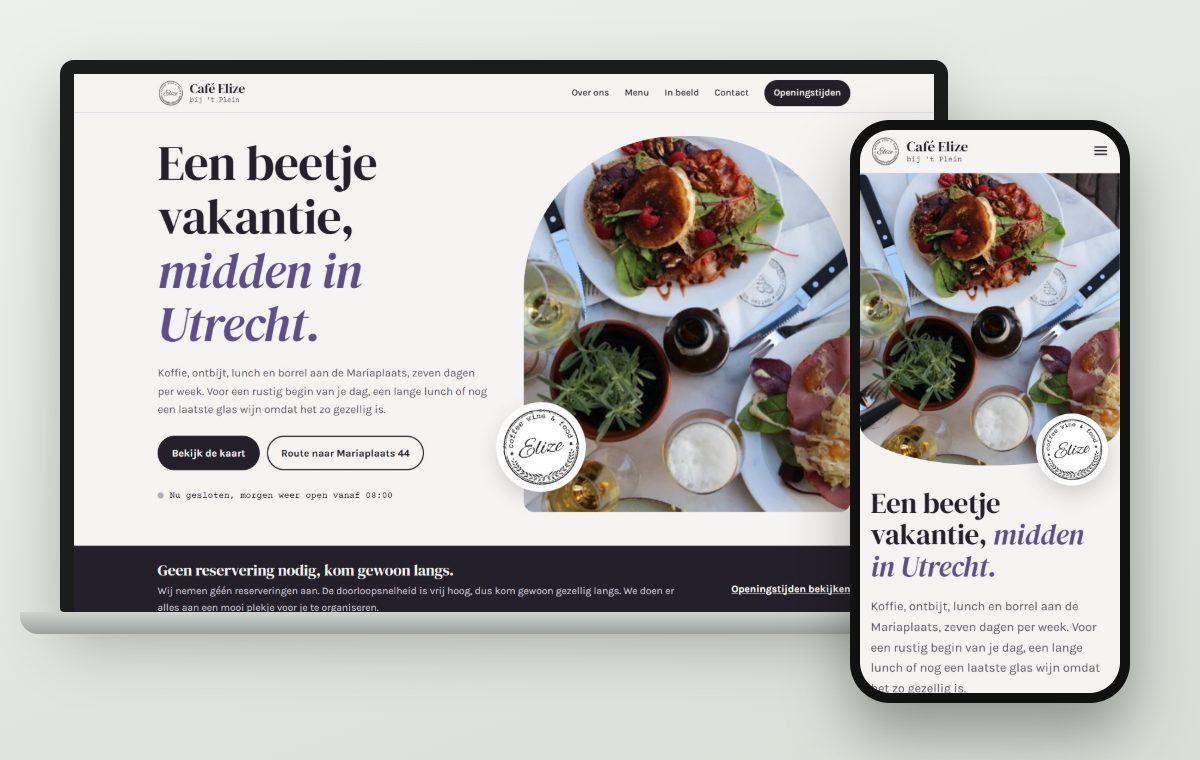 Café Elize
bij 't Plein
Over ons
Menu
In beeld
Contact
Openingstijden
Een beetje
vakantie,
midden in
Utrecht.
Koffie, ontbijt, lunch en borrel aan de Mariaplaats, zeven dagen
per week. Voor een rustig begin van je dag, een lange lunch of nog
een laatste glas wijn omdat het zo gezellig is.
Bekijk de kaart
Route naar Mariaplaats 44
Nu gesloten, morgen weer open vanaf 08:00
coffee wine & food
Elize
Geen reservering nodig, kom gewoon langs.
Wij nemen géén reserveringen aan. De doorloopsnelheid is vrij hoog, dus kom gewoon gezellig langs. We doen er
alles aan een mooi plekje voor je te organiseren.
Openingstijden bekijken
Café Elize
bij 't Plein
coffee wine & food
Elize
Een beetje
vakantie, midden
in Utrecht.
Koffie, ontbijt, lunch en borrel aan de
Mariaplaats, zeven dagen per week. Voor
een rustig begin van je dag, een lange
lunch of nog een laatste glas wijn omdat
het zo gezellig is.